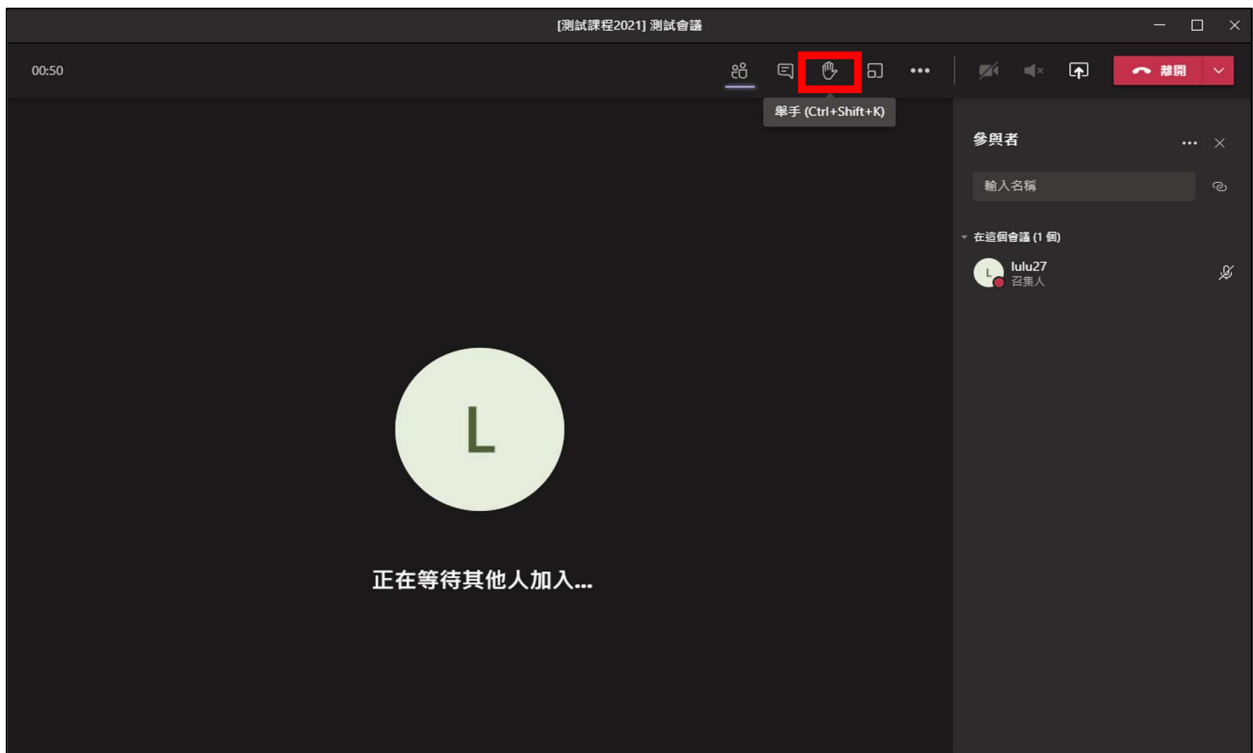 [測試課程2021] 測試會議
00:50
離開
舉手 (Ctrl+Shift+K)
參與者
輸入名稱
在這個會議 (1 個)
L
lulu27
召集人
L
正在等待其他人加入...